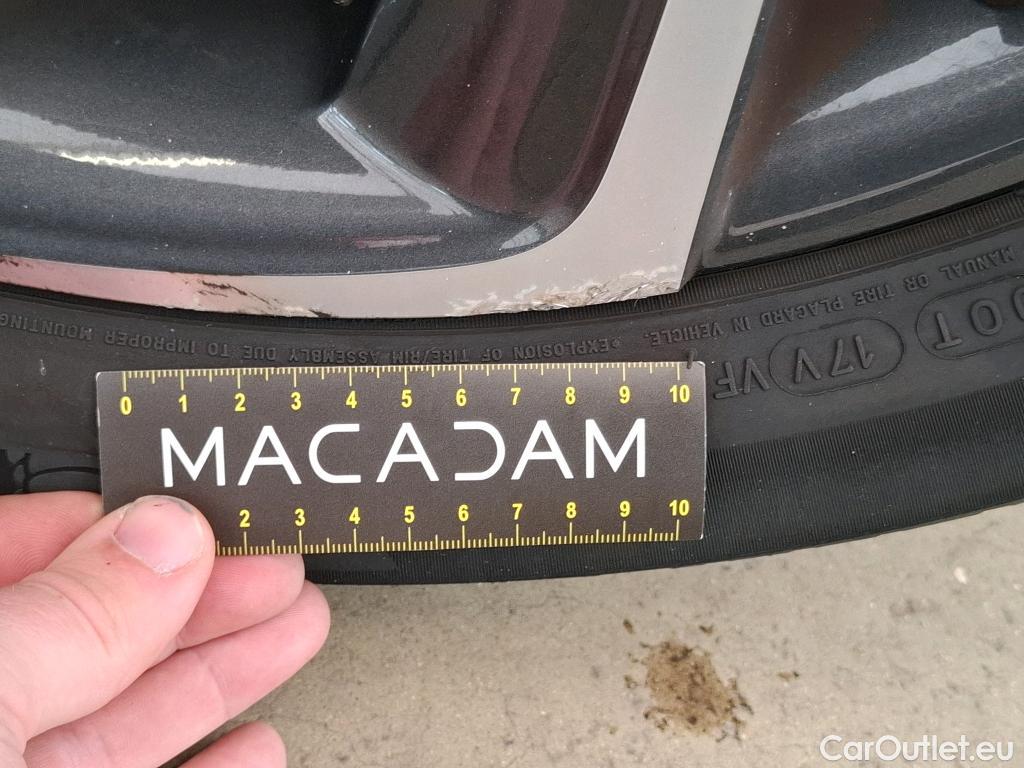 MANUAL OR TIRE PLACARD IN VEHICLE.
*EXPLOSION OF TIRE/RIM ASSEMBLY DUE TO IMPROPER MOUNTING
DOT 17V VF
0 1 2 3 4 5 6 7 8 9 10
MACADAM
2 3 4 5 6 7 8 9 10
CarOutlet.eu